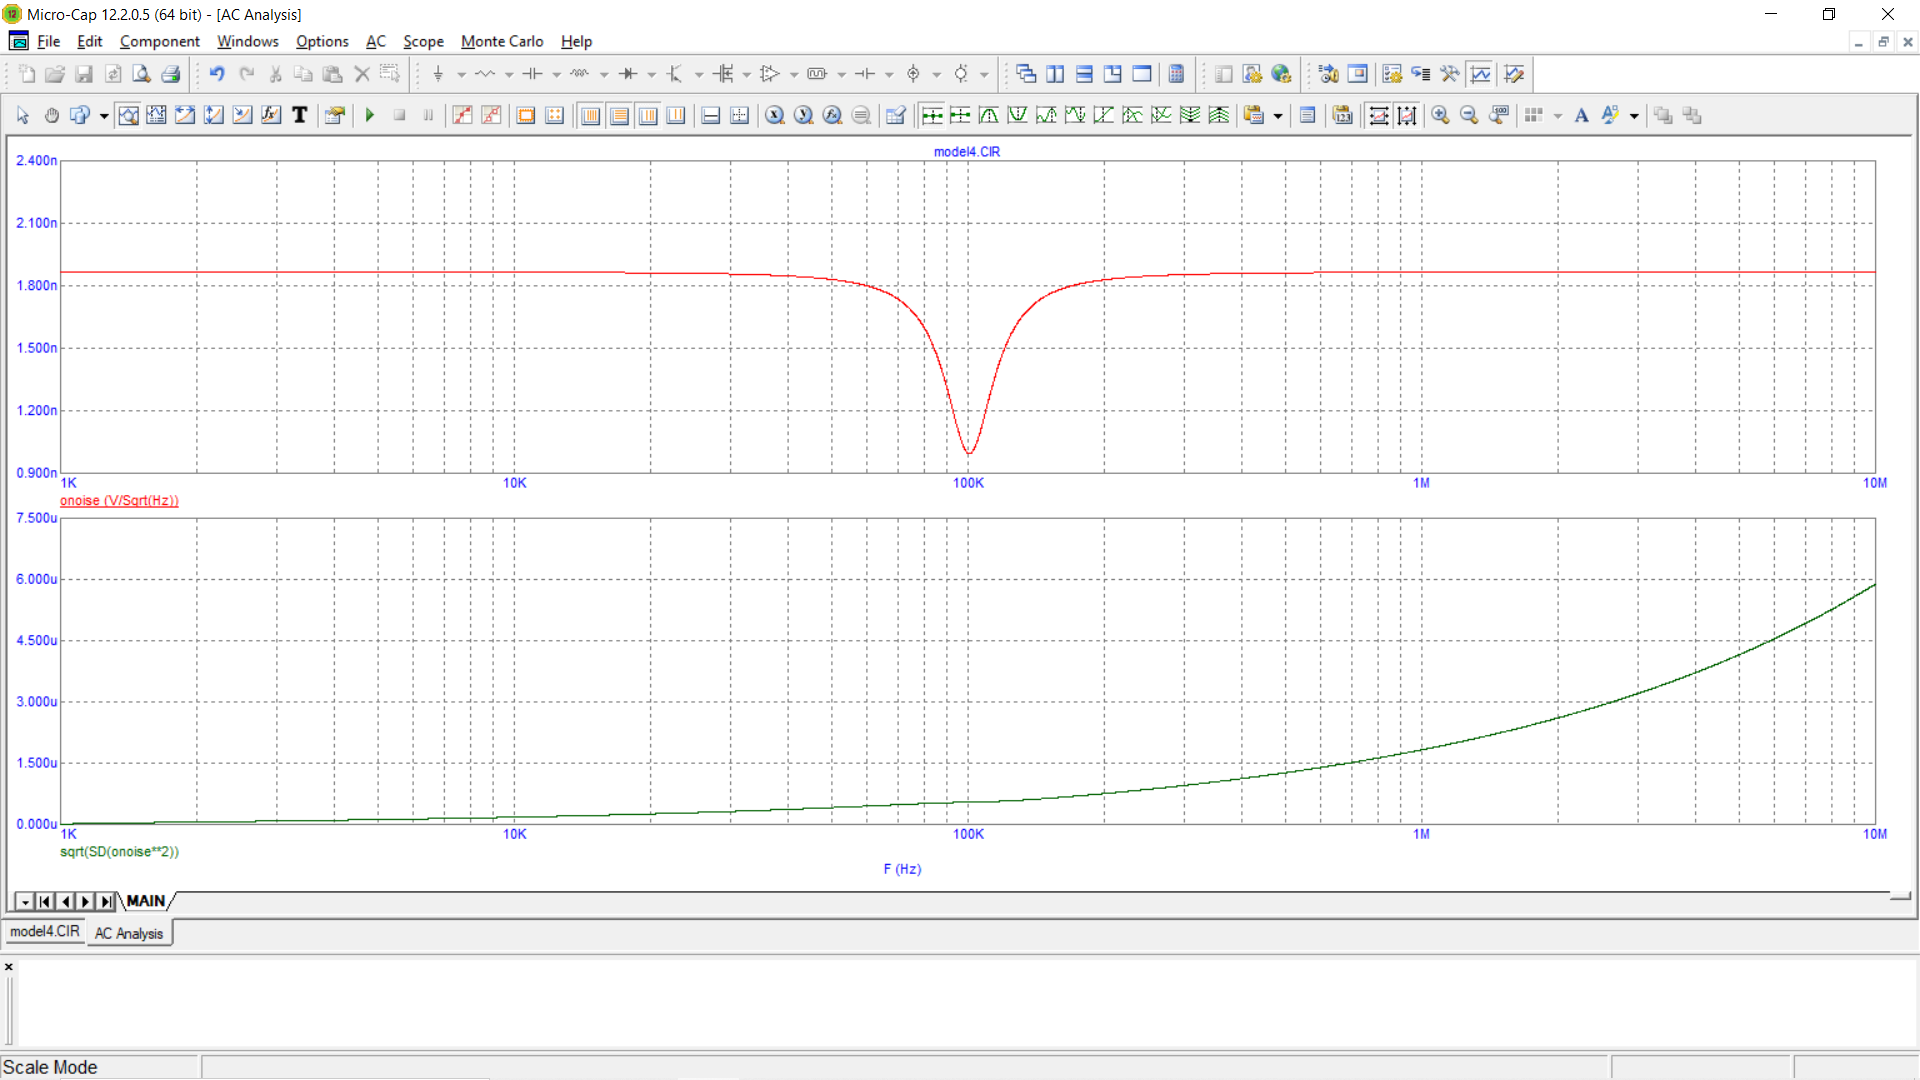 Micro-Cap 12.2.0.5 (64 bit) - [AC Analysis]
File Edit Component Windows Options AC Scope Monte Carlo Help
model4.CIR
2.400n
2.100n
1.800n
1.500n
1.200n
0.900n
1K 10K 100K 1M 10M
onoise (V/Sqrt(Hz))
7.500u
6.000u
4.500u
3.000u
1.500u
0.000u
1K 10K 100K 1M 10M
sqrt(SD(onoise**2))
F (Hz)
MAIN
model4.CIR AC Analysis
Scale Mode